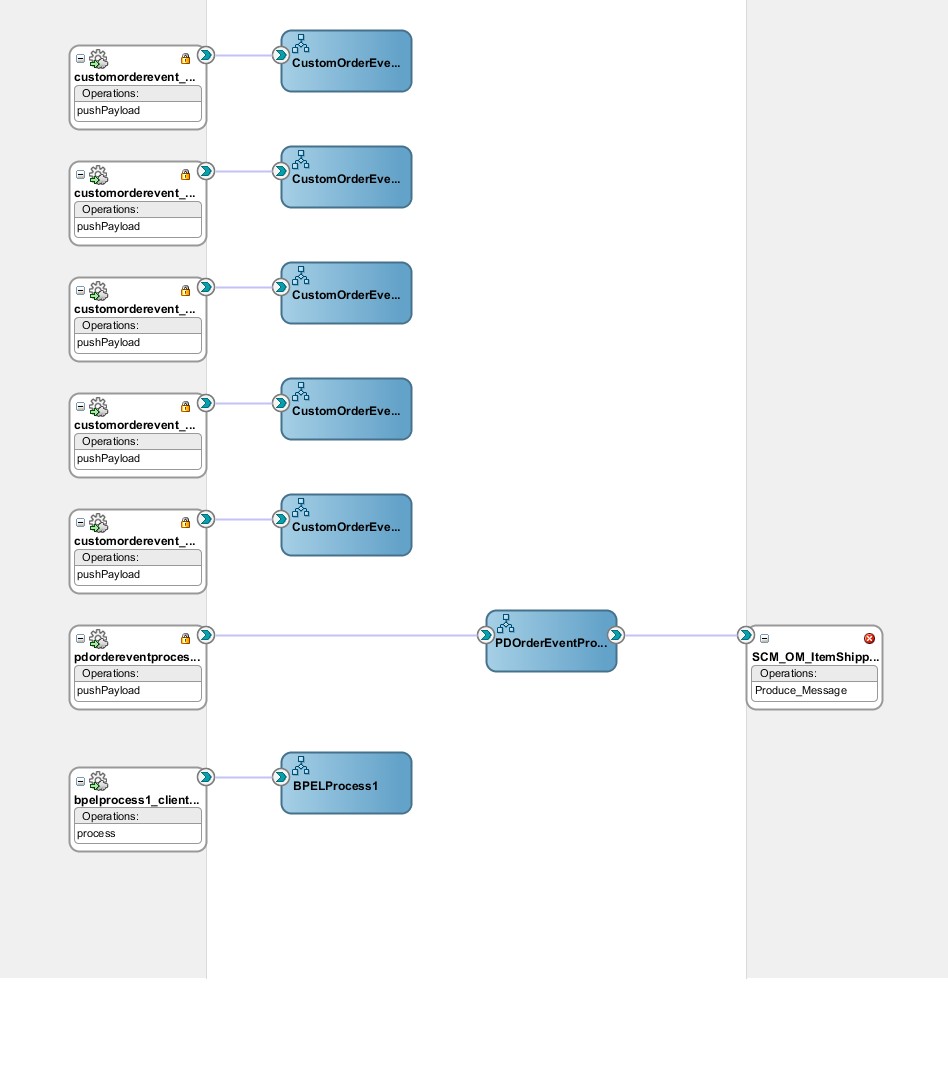 CustomOrderEve...
customorderevent_...
Operations:
pushPayload
CustomOrderEve...
customorderevent_...
Operations:
pushPayload
CustomOrderEve...
customorderevent_...
Operations:
pushPayload
CustomOrderEve...
customorderevent_...
Operations:
pushPayload
CustomOrderEve...
customorderevent_...
Operations:
pushPayload
PDOrderEventPro...
pdordereventproces...
Operations:
pushPayload
SCM_OM_ItemShipp...
Operations:
Produce_Message
BPELProcess1
bpelprocess1_client...
Operations:
process